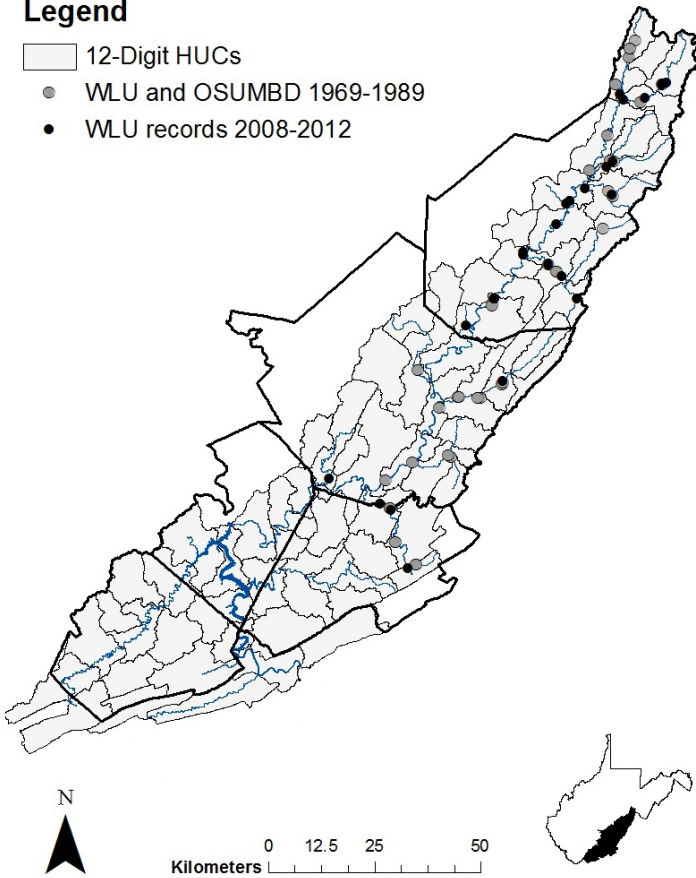 Legend
12-Digit HUCs
WLU and OSUMBD 1969-1989
WLU records 2008-2012
N
0 12.5 25 50
Kilometers